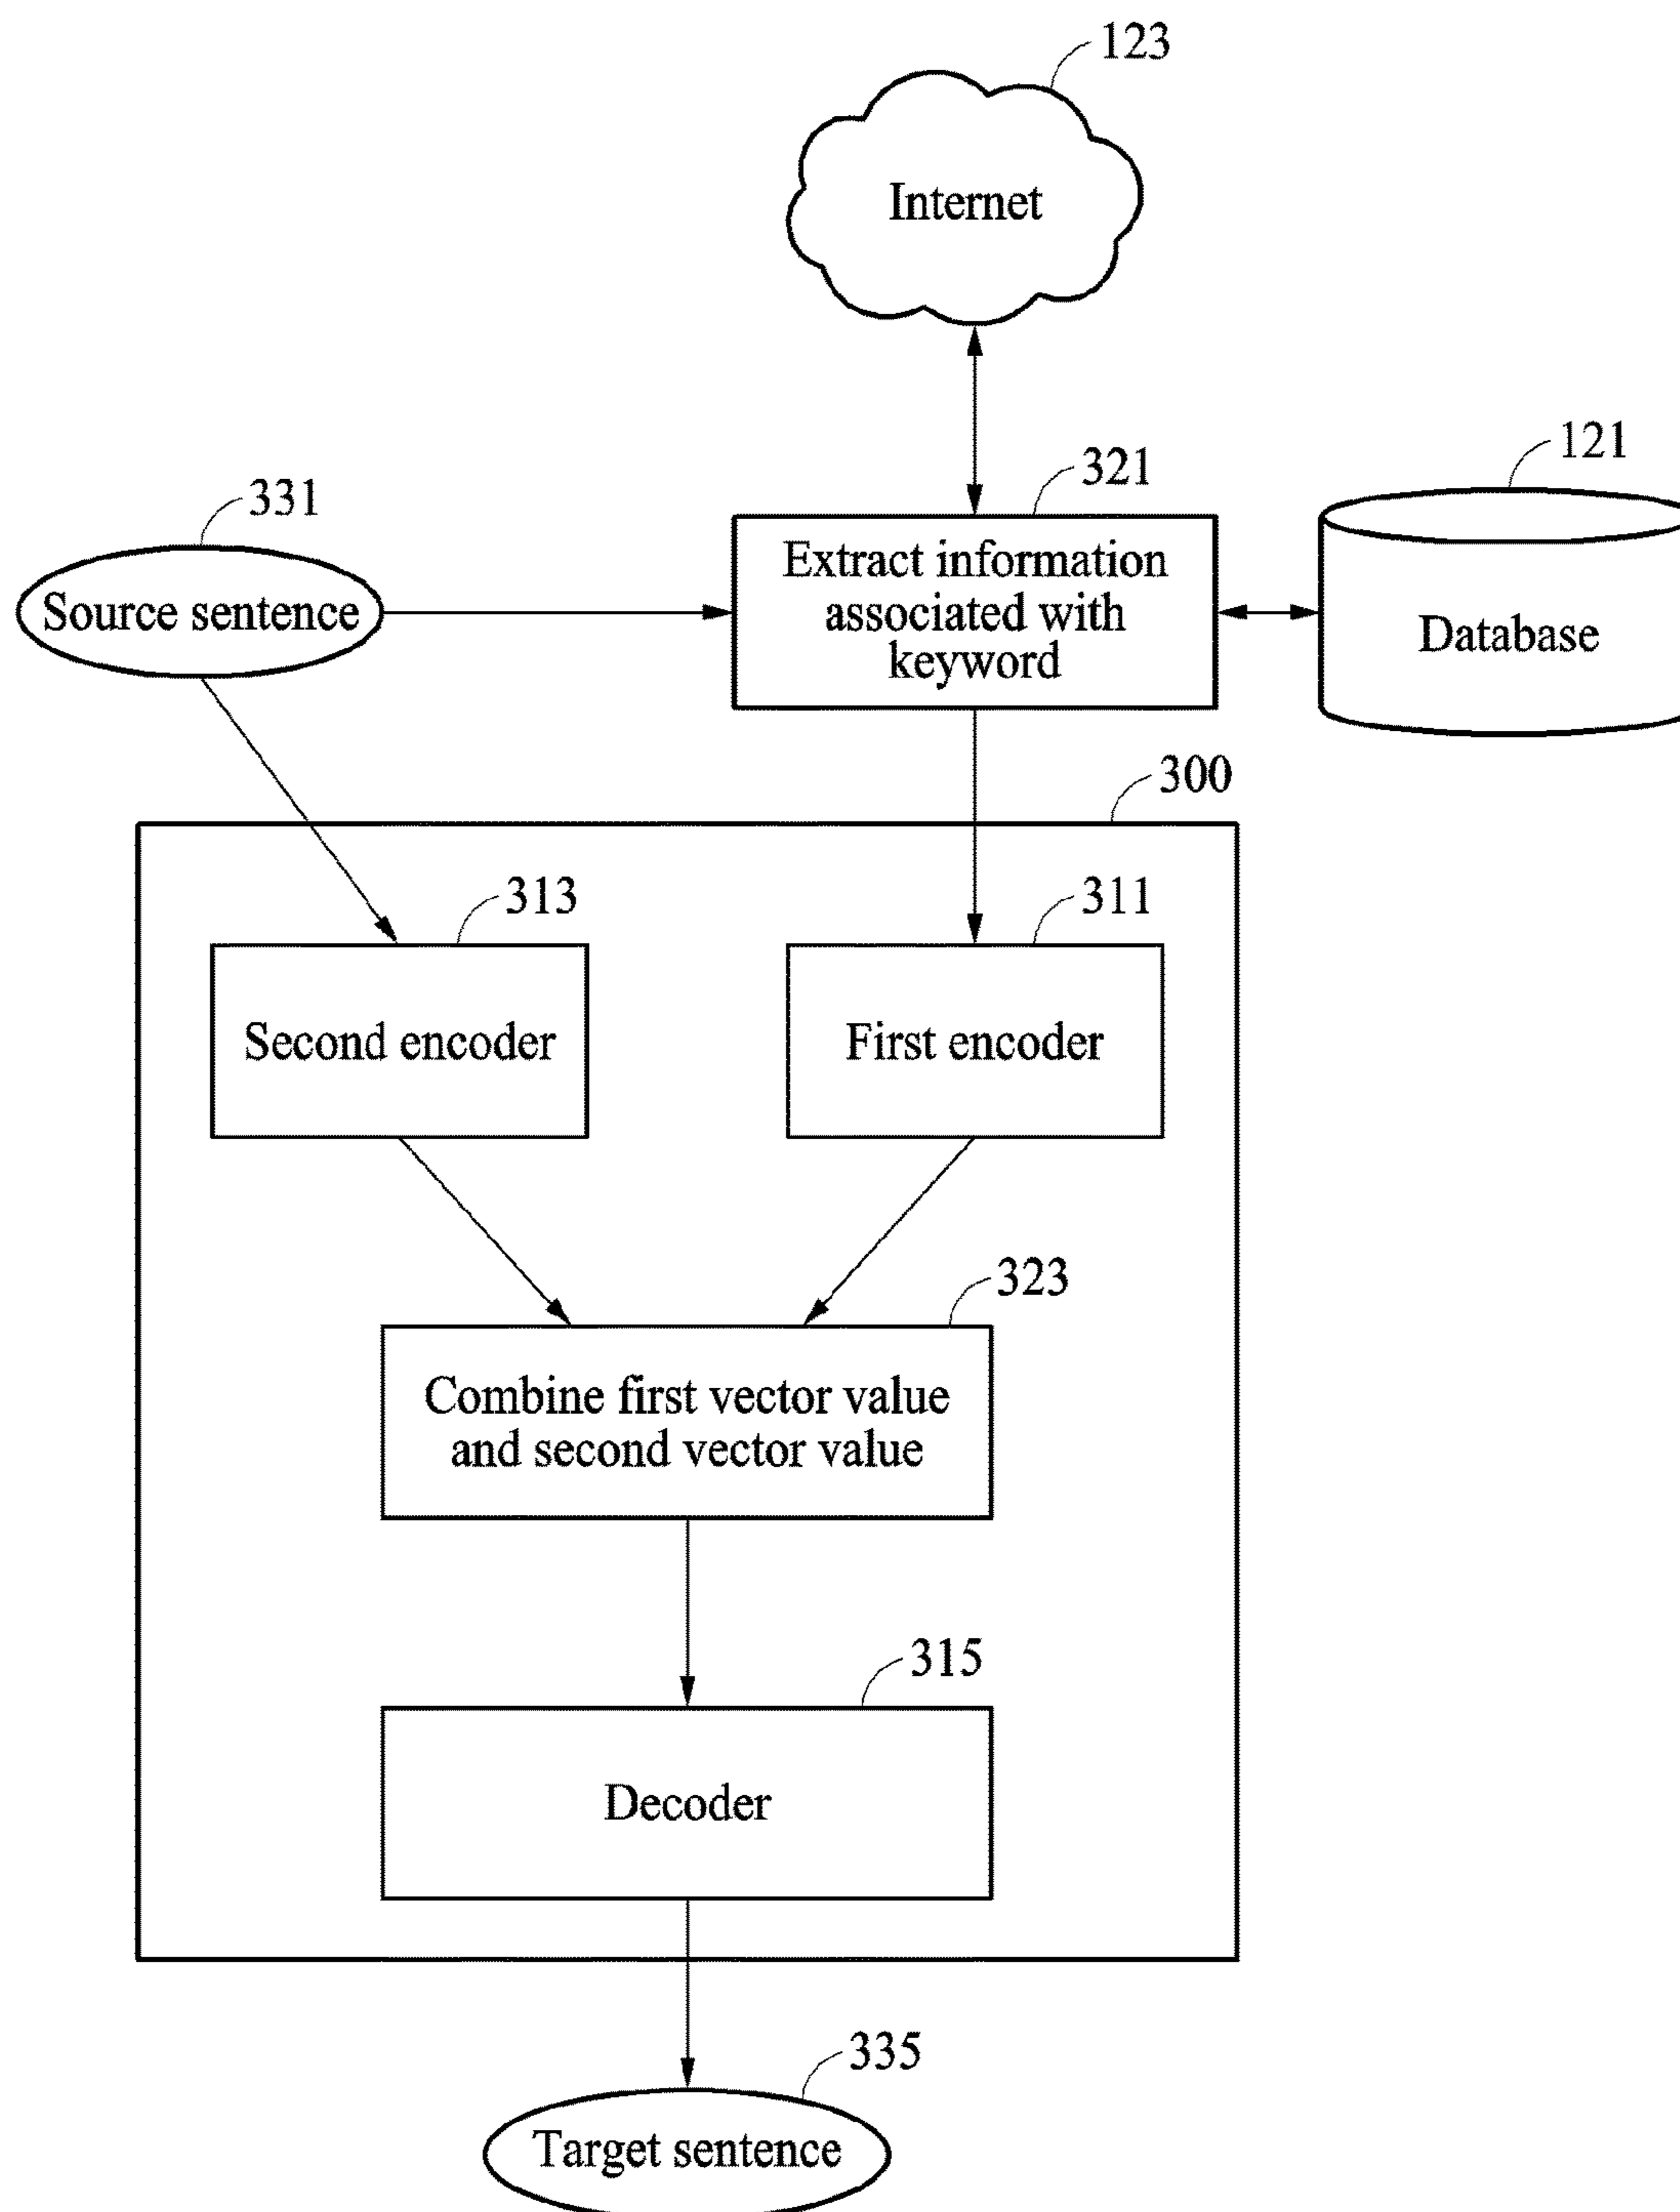 123
Internet
321
121
331
Extract information
associated with
keyword
Source sentence
Database
300
313
311
Second encoder
First encoder
323
Combine first vector value
and second vector value
315
Decoder
335
Target sentence